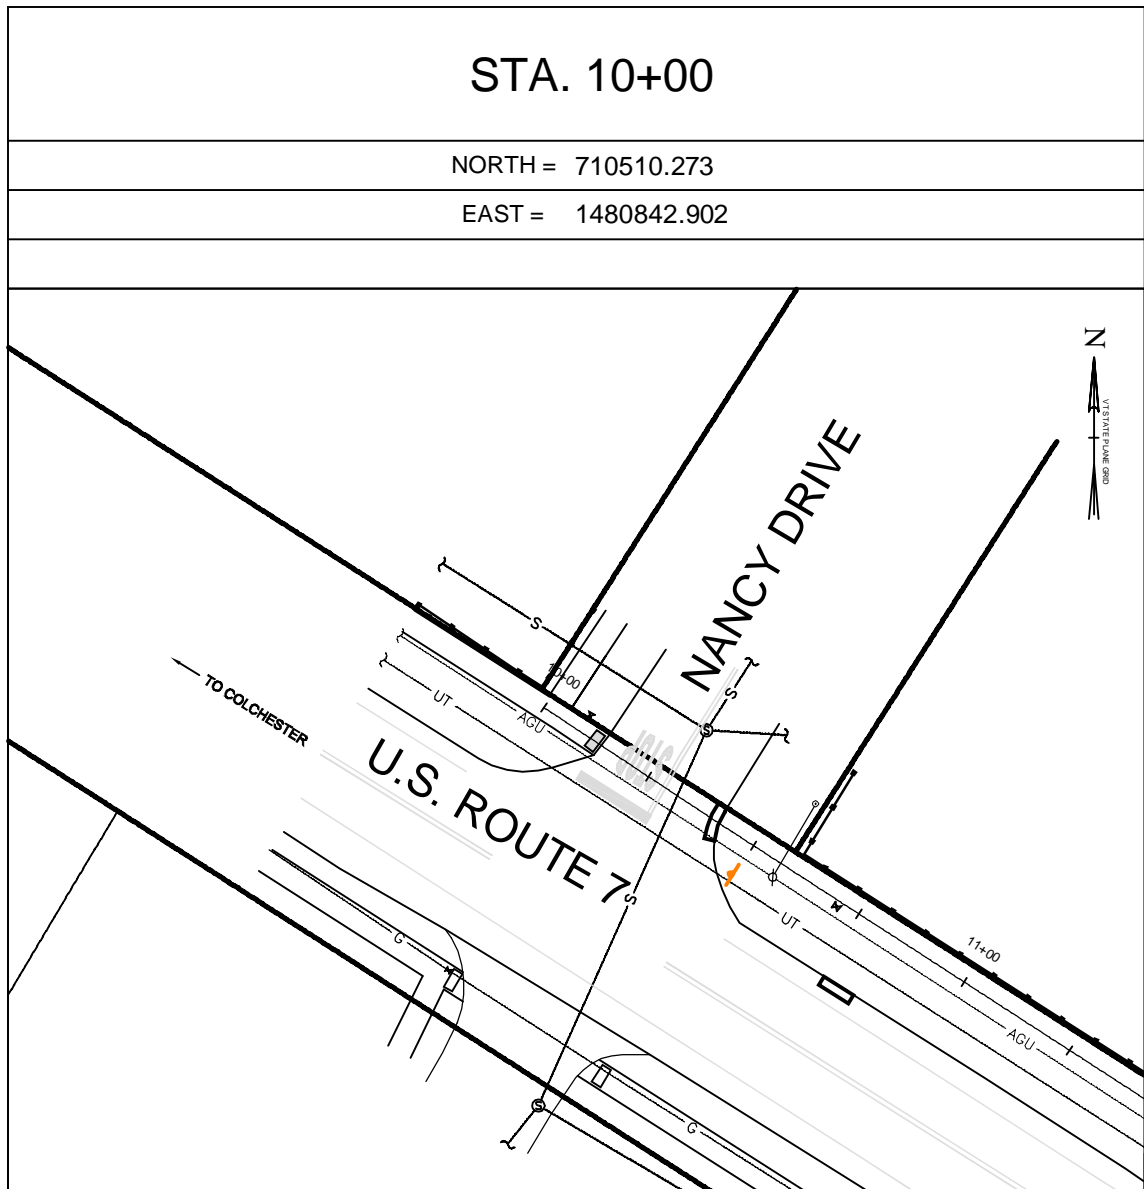 STA. 10+00
NORTH = 710510.273
EAST = 1480842.902
N
VT STATE PLANE GRID
NANCY DRIVE
S
10+00
S
TO COLCHESTER
UT
AGU
STOP
S
U.S. ROUTE 7
S
UT
G
11+00
AGU
S
G